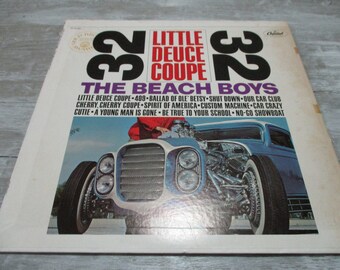 32
LITTLE
DEUCE
COUPE
32
Capitol
THE BEACH BOYS
LITTLE DEUCE COUPE • 409 • BALLAD OF OLE' BETSY • SHUT DOWN • OUR CAR CLUB
CHERRY, CHERRY COUPE • SPIRIT OF AMERICA • CUSTOM MACHINE • CAR CRAZY
CUTIE • A YOUNG MAN IS GONE • BE TRUE TO YOUR SCHOOL • NO-GO SHOWBOAT